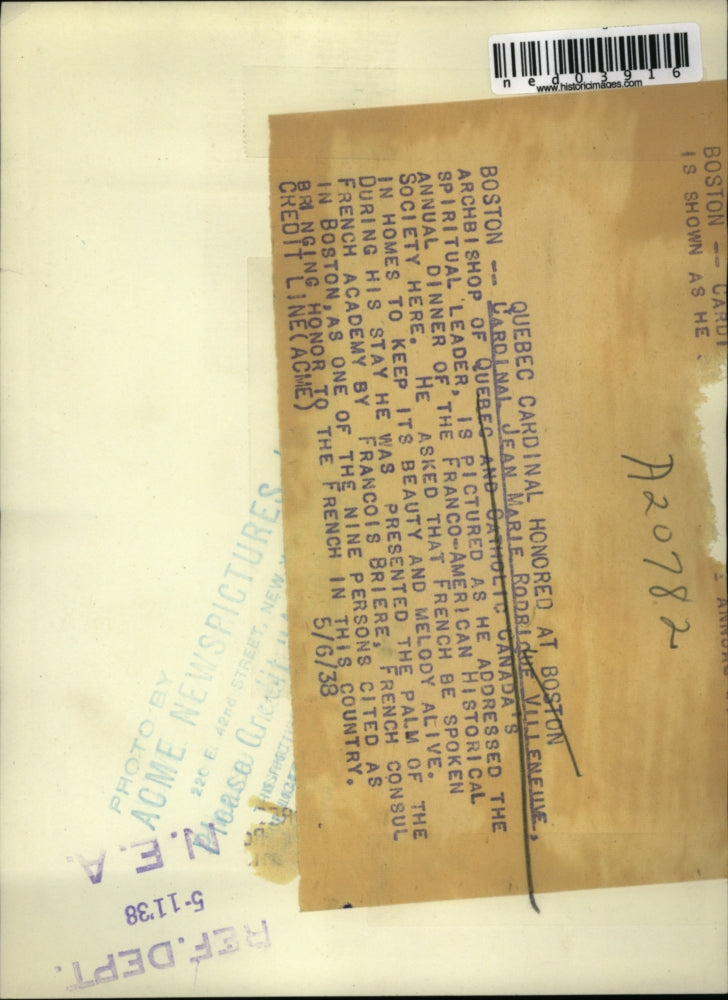 ned03916
www.historicimages.com
BOSTON -- CARDI
IS SHOWN AS HE
A20782
QUEBEC CARDINAL HONORED AT BOSTON
BOSTON -- CARDINAL JEAN MARIE RODRIGUE VILLENEUVE,
ARCHBISHOP OF QUEBEC AND CATHOLIC CANADA'S
SPIRITUAL LEADER, IS PICTURED AS HE ADDRESSED THE
ANNUAL DINNER OF THE FRANCO-AMERICAN HISTORICAL
SOCIETY HERE. HE ASKED THAT FRENCH BE SPOKEN
IN HOMES TO KEEP ITS BEAUTY AND MELODY ALIVE.
DURING HIS STAY HE WAS PRESENTED THE PALM OF THE
FRENCH ACADEMY BY FRANCOIS BRIERE, FRENCH CONSUL
IN BOSTON, AS ONE OF THE NINE PERSONS CITED AS
BRINGING HONOR TO THE FRENCH IN THIS COUNTRY.
CREDIT LINE(ACME) 5/6/38
PHOTO BY
ACME NEWSPICTURES
220 E. 42nd STREET, NEW
Please Credit
N.E.A.
5-11'38
REF.DEPT.